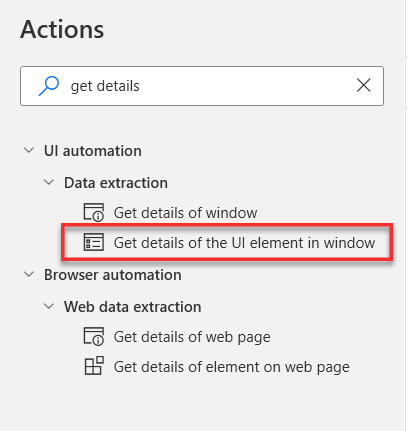 Actions
get details
UI automation
Data extraction
Get details of window
Get details of the UI element in window
Browser automation
Web data extraction
Get details of web page
Get details of element on web page